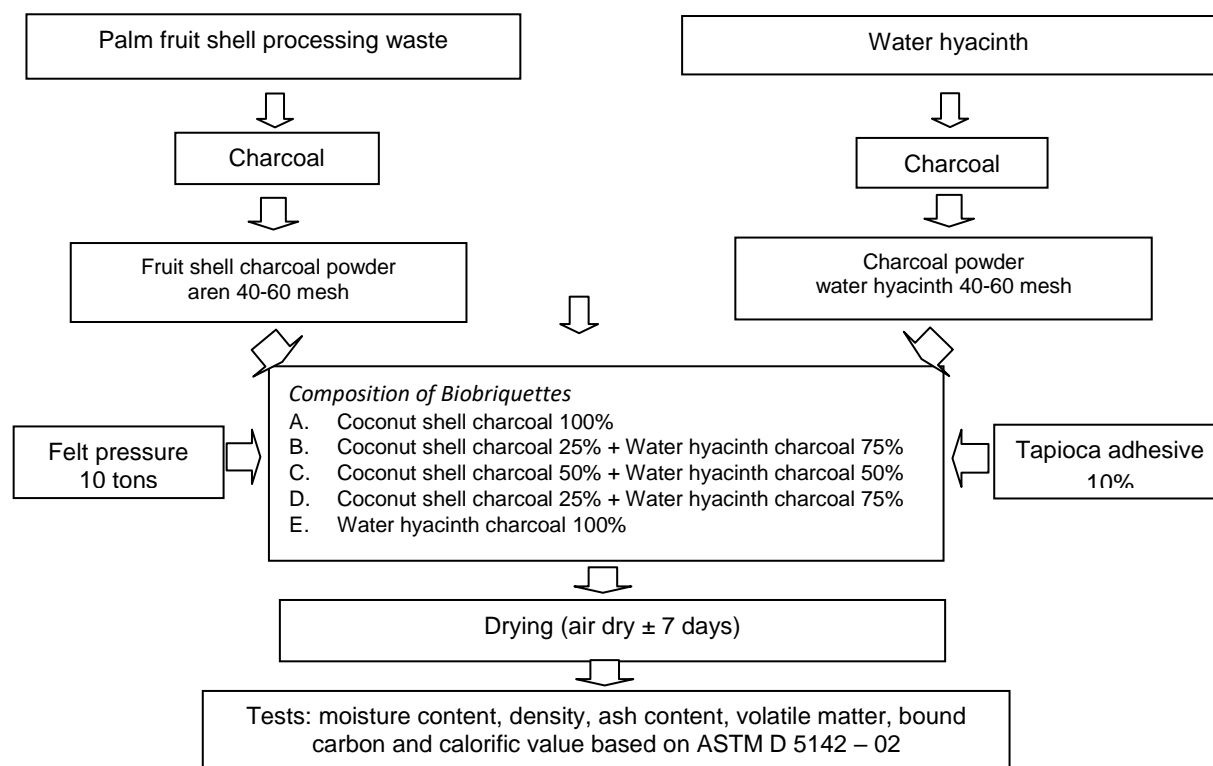 Palm fruit shell processing waste
Water hyacinth
Charcoal
Charcoal
Fruit shell charcoal powder
aren 40-60 mesh
Charcoal powder
water hyacinth 40-60 mesh
Composition of Biobriquettes
A. Coconut shell charcoal 100%
B. Coconut shell charcoal 25% + Water hyacinth charcoal 75%
C. Coconut shell charcoal 50% + Water hyacinth charcoal 50%
D. Coconut shell charcoal 25% + Water hyacinth charcoal 75%
E. Water hyacinth charcoal 100%
Felt pressure
10 tons
Tapioca adhesive
10%
Drying (air dry ± 7 days)
Tests: moisture content, density, ash content, volatile matter, bound
carbon and calorific value based on ASTM D 5142 – 02